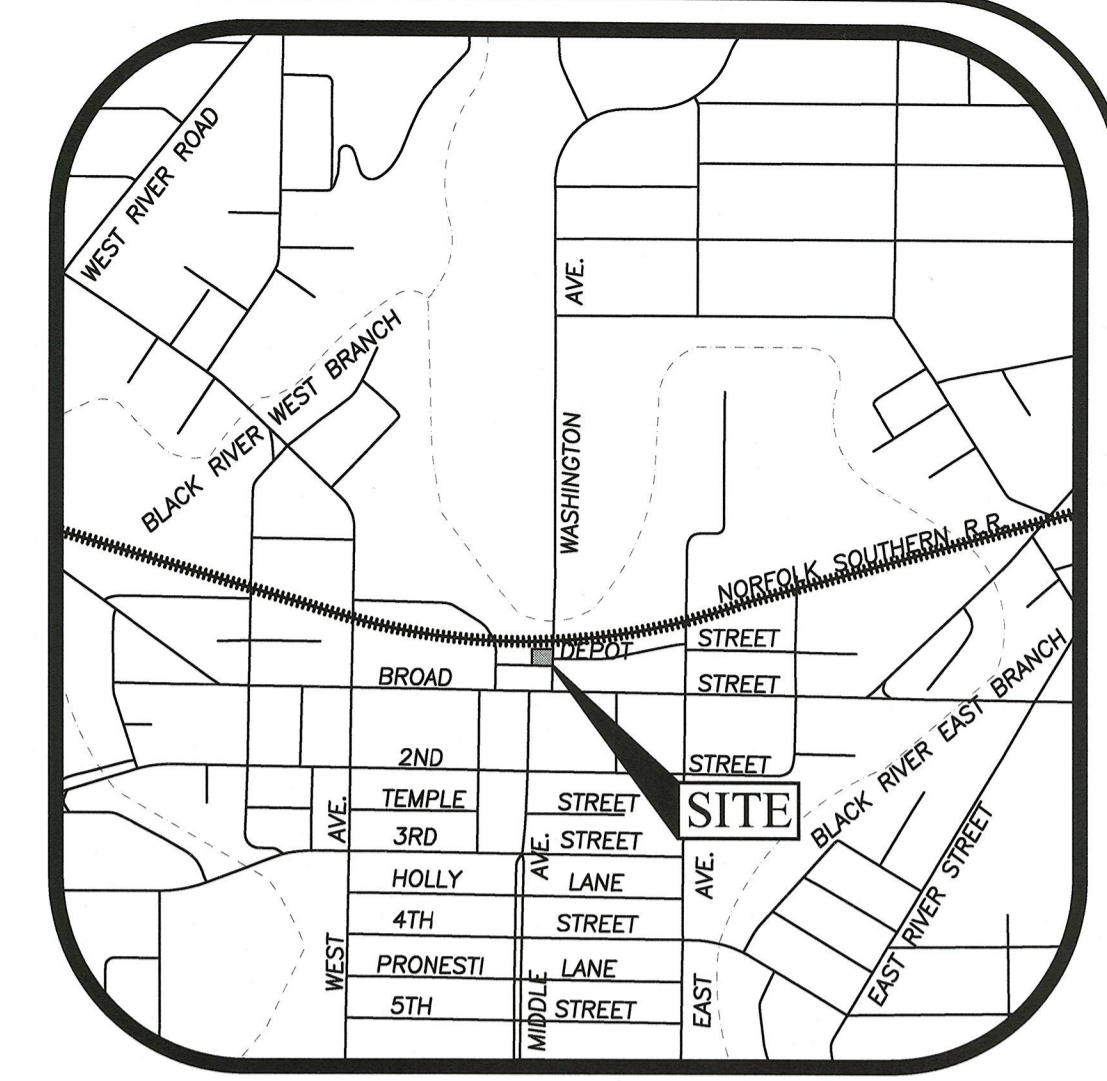 WEST RIVER ROAD
AVE.
BLACK RIVER WEST BRANCH
WASHINGTON
NORFOLK SOUTHERN R.R.
DEPOT STREET
BROAD STREET
BLACK RIVER EAST BRANCH
2ND STREET
SITE
TEMPLE STREET
AVE.
3RD STREET
AVE.
AVE.
HOLLY LANE
4TH STREET
EAST RIVER STREET
WEST
PRONESTI LANE
MIDDLE
EAST
5TH STREET